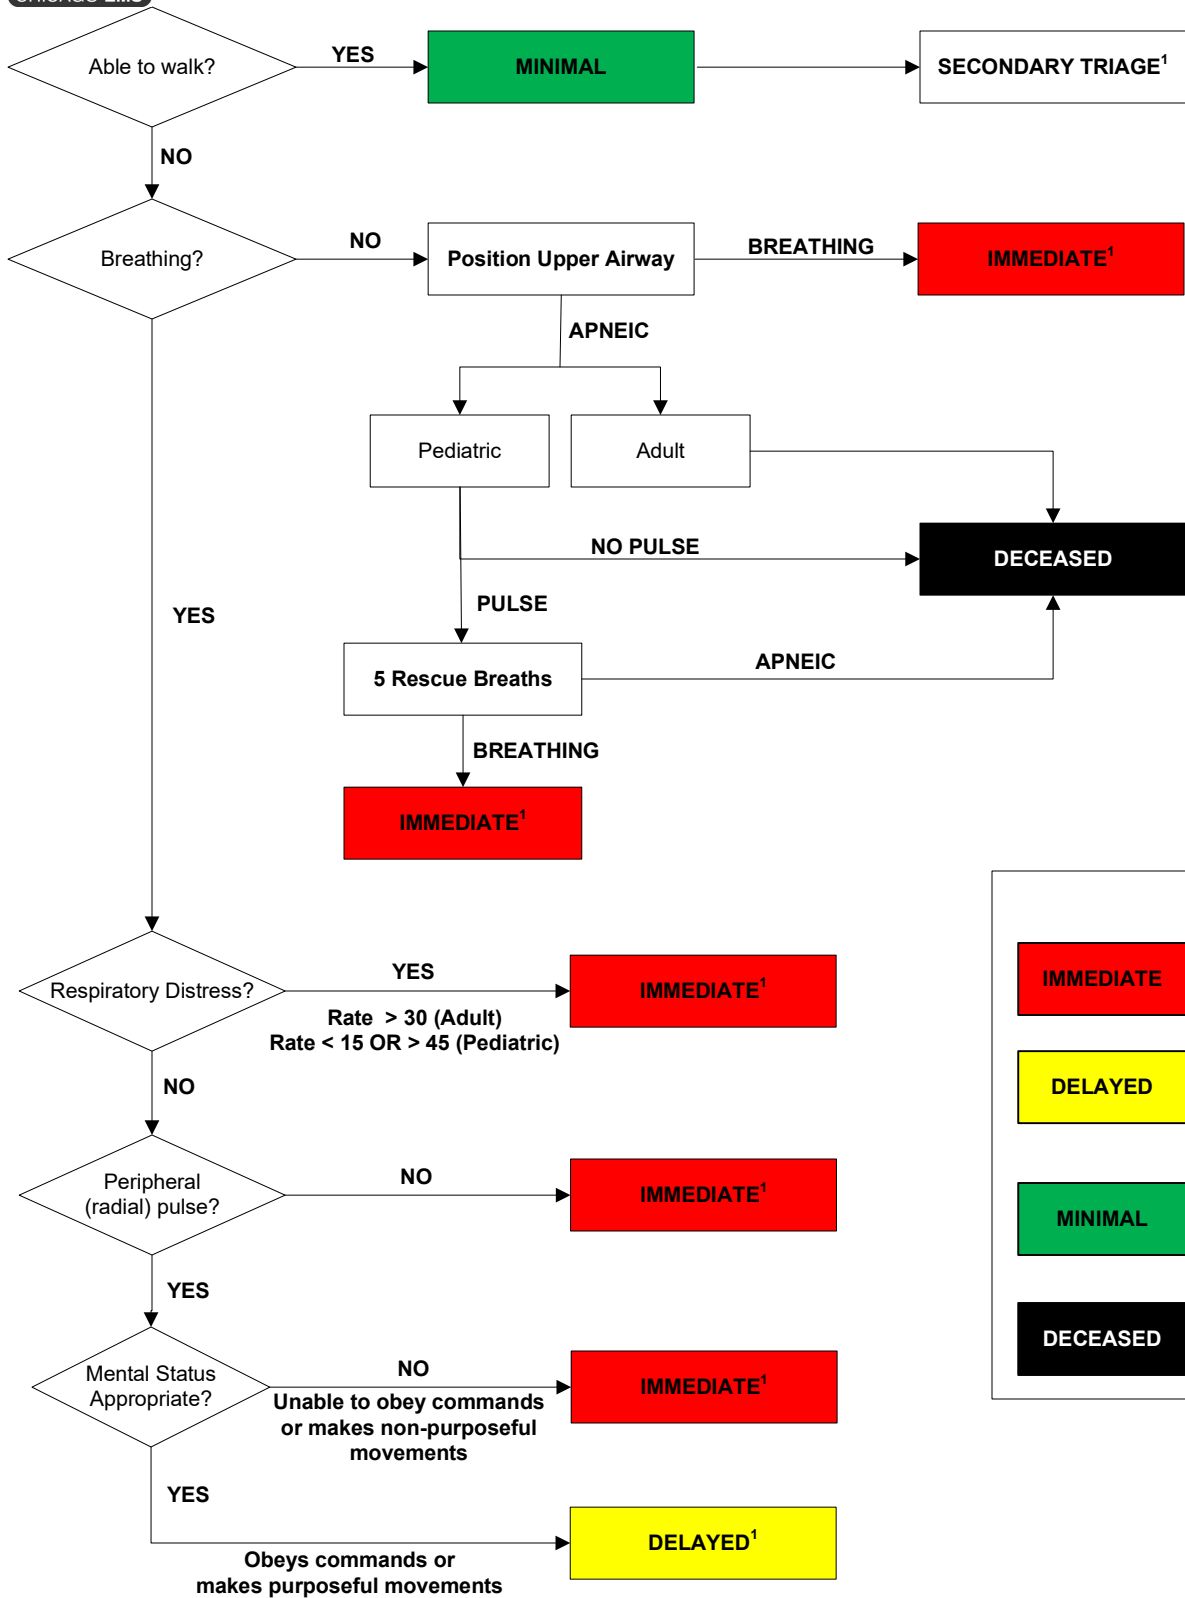 CHICAGO EMS
Able to walk?
YES
MINIMAL
SECONDARY TRIAGE¹
NO
Breathing?
NO
Position Upper Airway
BREATHING
IMMEDIATE¹
APNEIC
Pediatric
Adult
NO PULSE
DECEASED
PULSE
YES
5 Rescue Breaths
APNEIC
BREATHING
IMMEDIATE¹
Respiratory Distress?
YES
Rate > 30 (Adult)
Rate < 15 OR > 45 (Pediatric)
IMMEDIATE¹
NO
Peripheral
(radial) pulse?
NO
IMMEDIATE¹
YES
Mental Status
Appropriate?
NO
Unable to obey commands
or makes non-purposeful
movements
IMMEDIATE¹
YES
Obeys commands or
makes purposeful movements
DELAYED¹
IMMEDIATE
DELAYED
MINIMAL
DECEASED